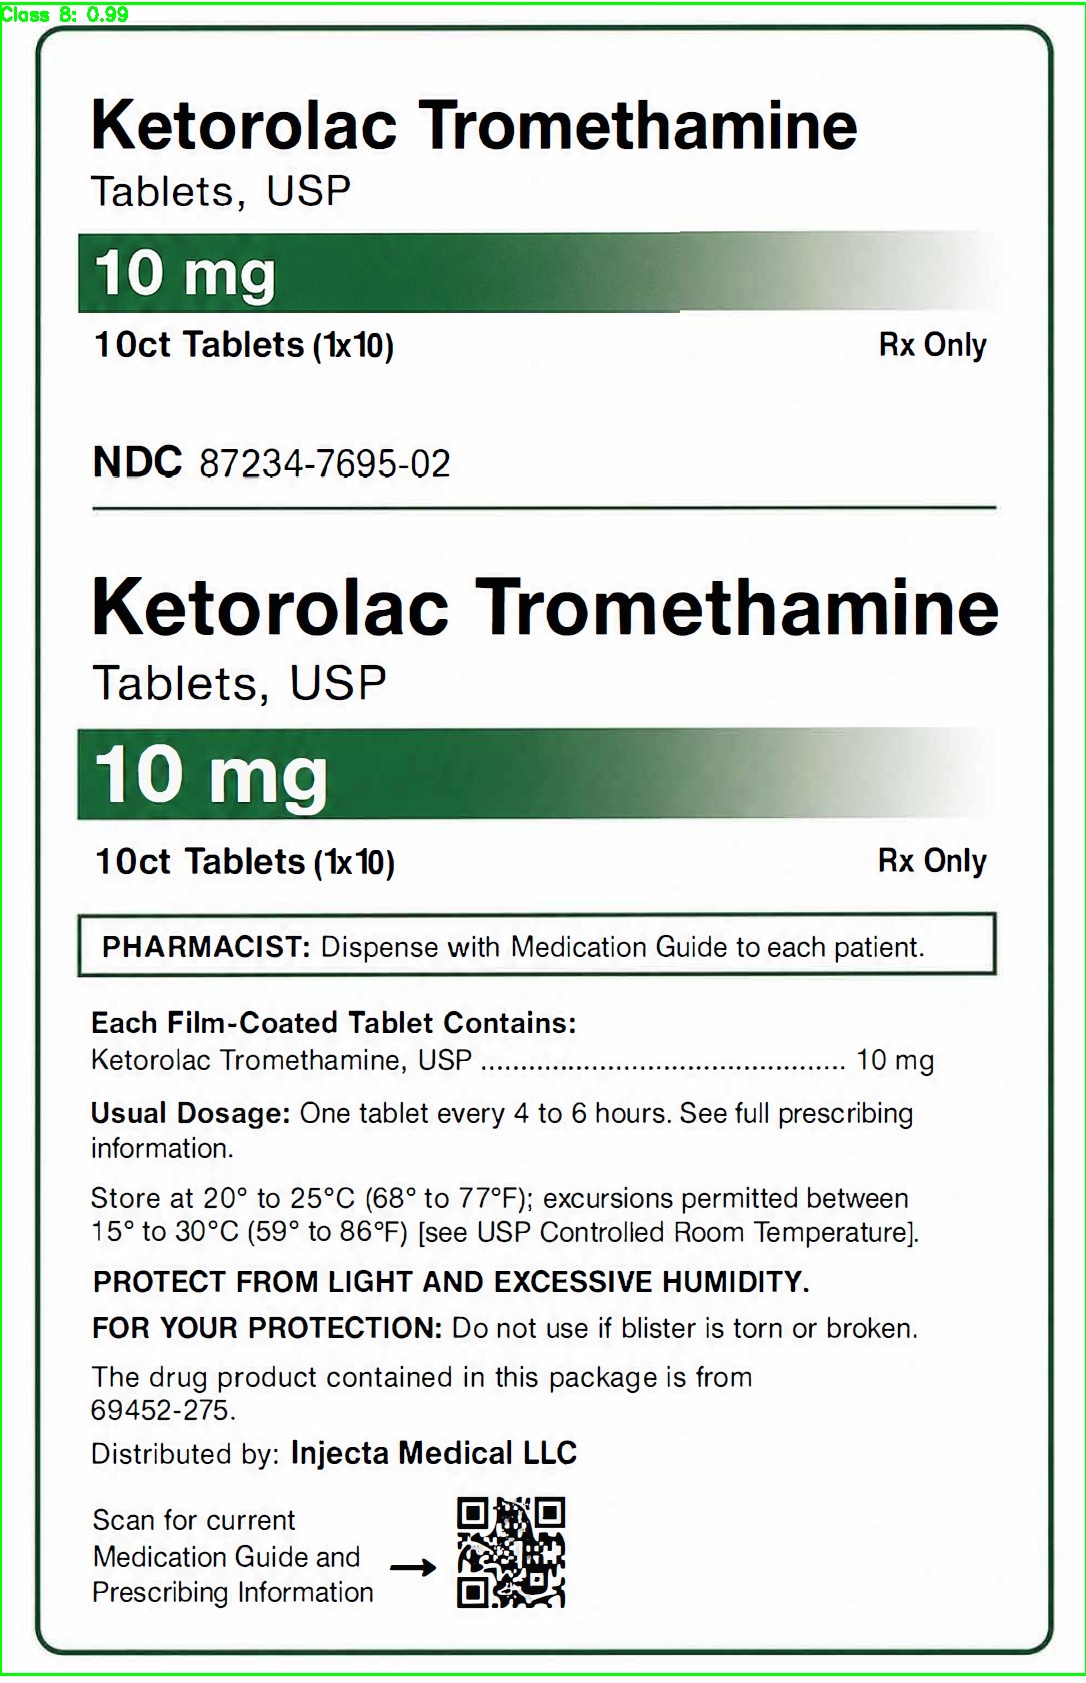 Class 8: 0.99
Ketorolac Tromethamine
Tablets, USP
10 mg
10ct Tablets (1x10) Rx Only
NDC 87234-7695-02
Ketorolac Tromethamine
Tablets, USP
10 mg
10ct Tablets (1x10) Rx Only
PHARMACIST: Dispense with Medication Guide to each patient.
Each Film-Coated Tablet Contains:
Ketorolac Tromethamine, USP ............................................... 10 mg
Usual Dosage: One tablet every 4 to 6 hours. See full prescribing
information.
Store at 20° to 25°C (68° to 77°F); excursions permitted between
15° to 30°C (59° to 86°F) [see USP Controlled Room Temperature].
PROTECT FROM LIGHT AND EXCESSIVE HUMIDITY.
FOR YOUR PROTECTION: Do not use if blister is torn or broken.
The drug product contained in this package is from
69452-275.
Distributed by: Injecta Medical LLC
Scan for current
Medication Guide and
Prescribing Information